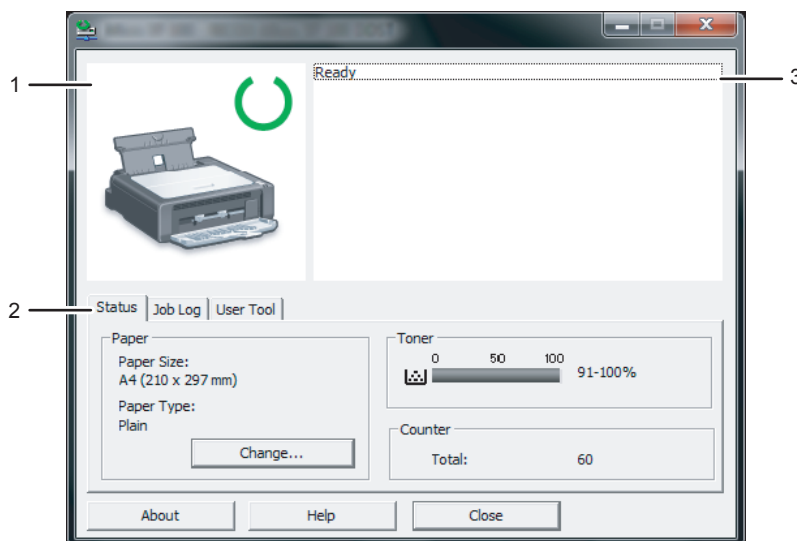 1
Ready
3
2
Status Job Log User Tool
Paper
Paper Size:
A4 (210 x 297 mm)
Paper Type:
Plain
Change...
Toner
0 50 100
91-100%
Counter
Total: 60
About Help Close